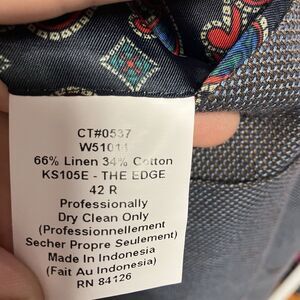 CT#0537
W51011
66% Linen 34% Cotton
KS105E - THE EDGE
42 R
Professionally
Dry Clean Only
(Professionnellement
Secher Propre Seulement)
Made In Indonesia
(Fait Au Indonesia)
RN 84126